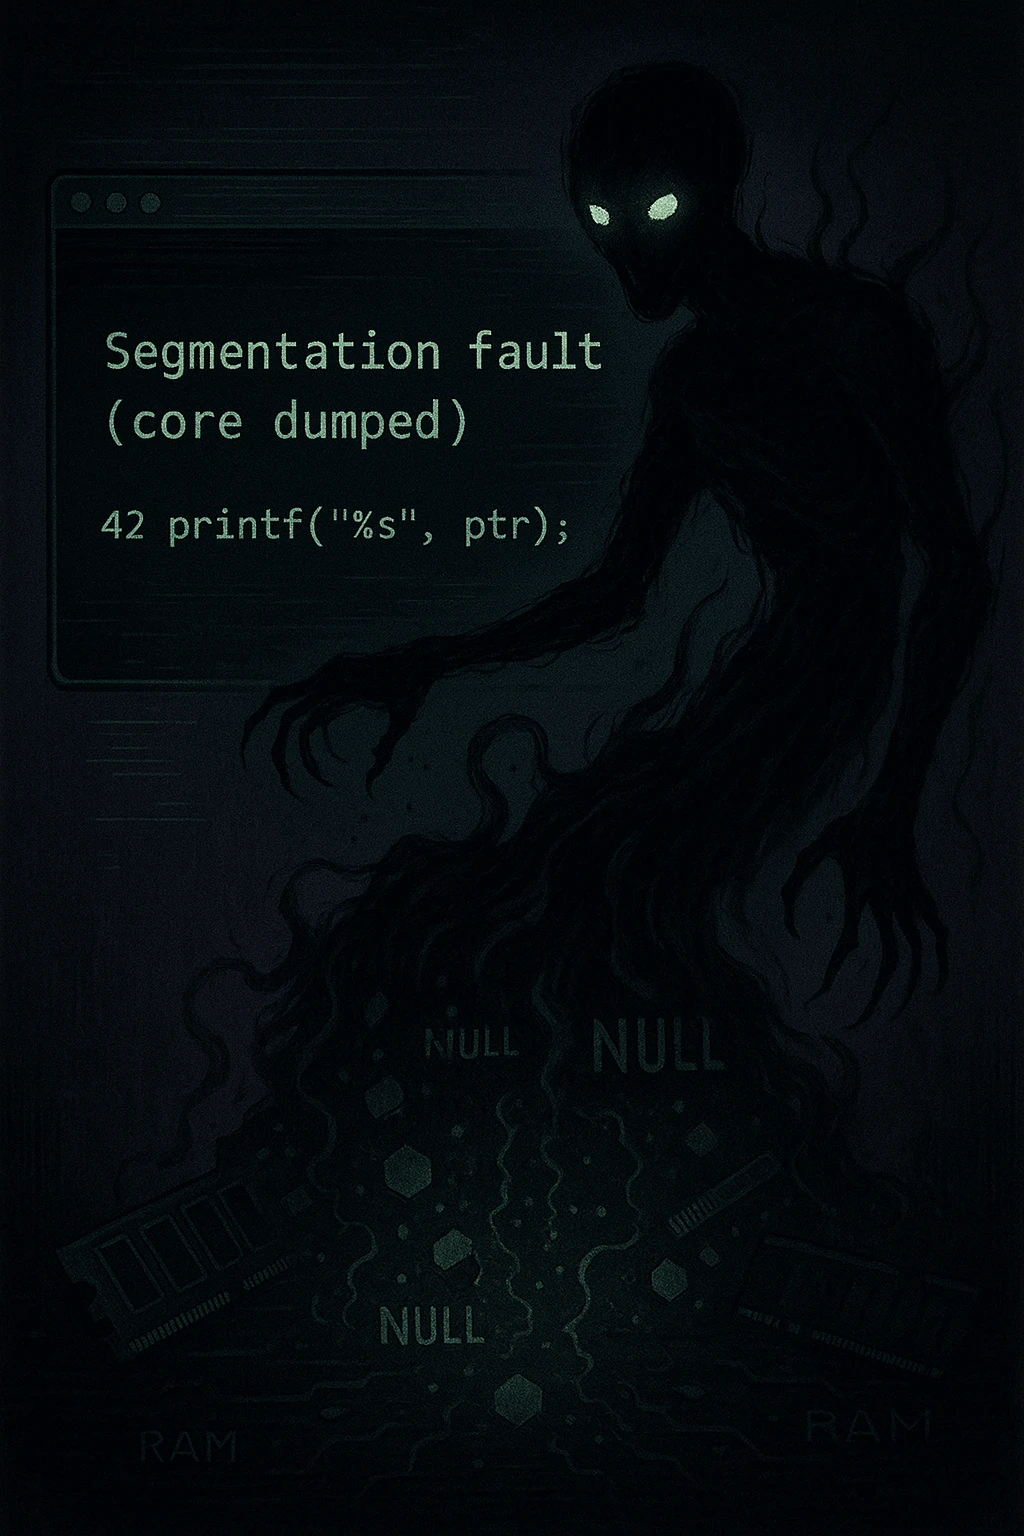 Segmentation fault
(core dumped)
42 printf("%s", ptr);
NULL
NULL
NULL
RAM
RAM